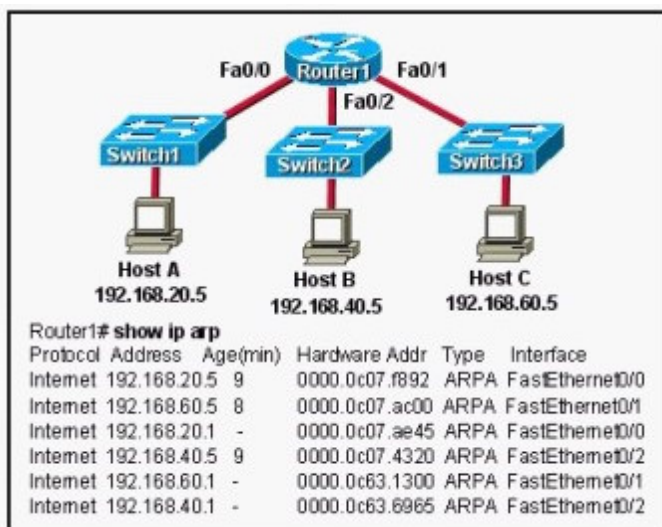 Fa0/0 Router1 Fa0/1
Fa0/2
Switch1 Switch2 Switch3
Host A Host B Host C
192.168.20.5 192.168.40.5 192.168.60.5
Router1# show ip arp
Protocol Address Age(min) Hardware Addr Type Interface
Internet 192.168.20.5 9 0000.0c07.f892 ARPA FastEthernet0/0
Internet 192.168.60.5 8 0000.0c07.ac00 ARPA FastEthernet0/1
Internet 192.168.20.1 - 0000.0c07.ae45 ARPA FastEthernet0/0
Internet 192.168.40.5 9 0000.0c07.4320 ARPA FastEthernet0/2
Internet 192.168.60.1 - 0000.0c63.1300 ARPA FastEthernet0/1
Internet 192.168.40.1 - 0000.0c63.6965 ARPA FastEthernet0/2